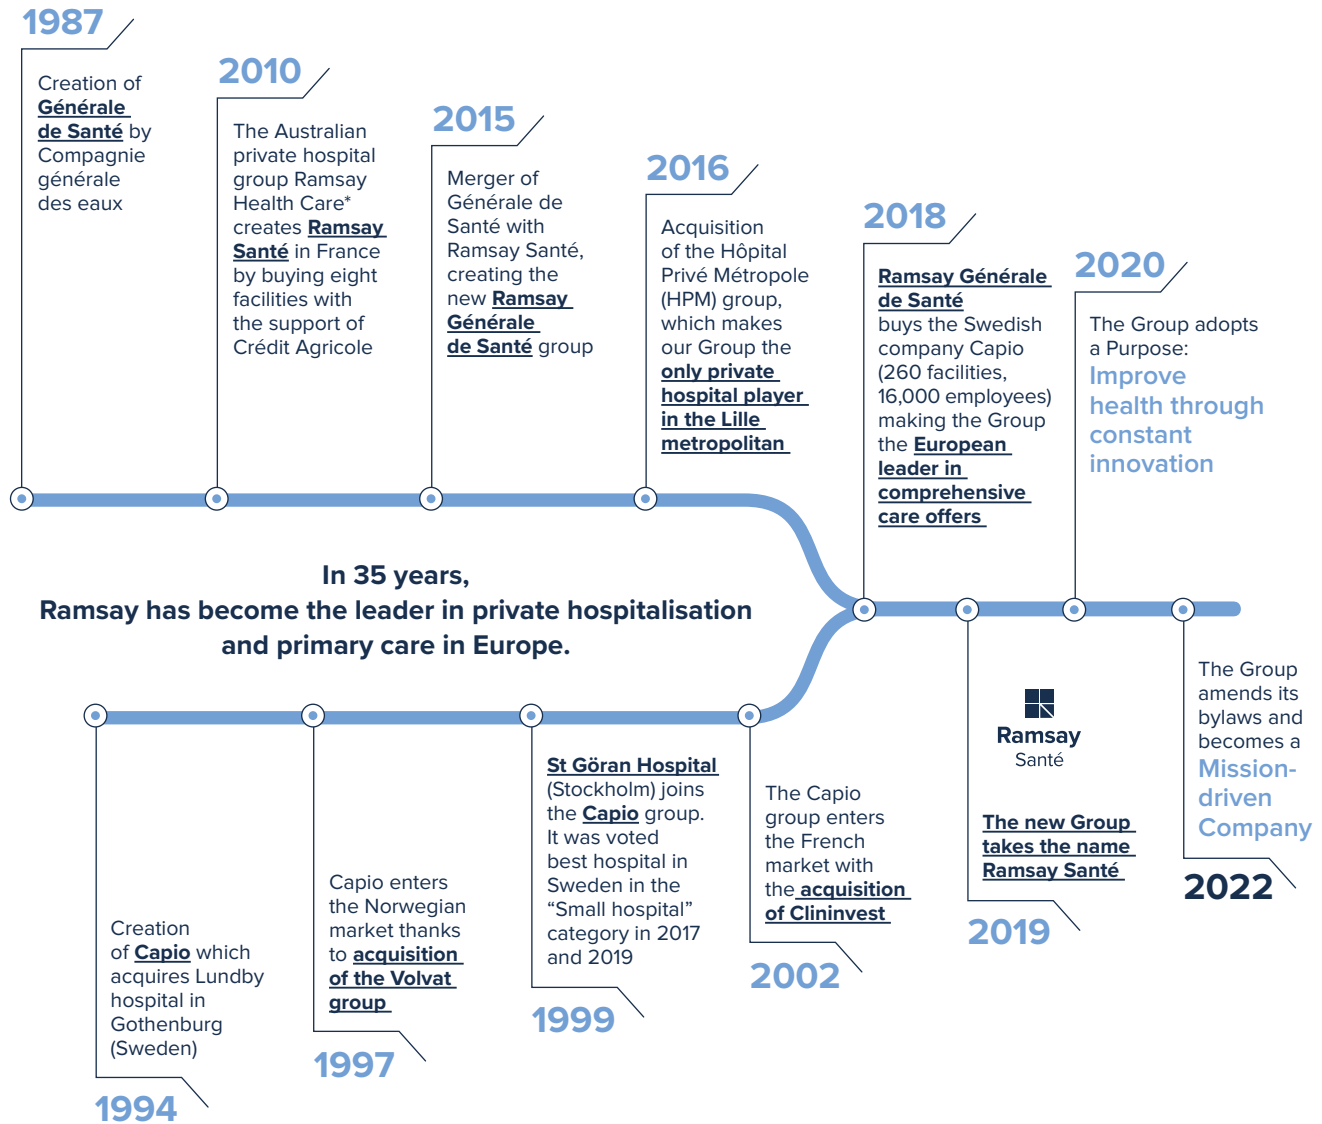 1987
Creation of
Générale
de Santé by
Compagnie
générale
des eaux
2010
The Australian
private hospital
group Ramsay
Health Care*
creates Ramsay
Santé in France
by buying eight
facilities with
the support of
Crédit Agricole
2015
Merger of
Générale de
Santé with
Ramsay Santé,
creating the
new Ramsay
Générale
de Santé group
2016
Acquisition
of the Hôpital
Privé Métropole
(HPM) group,
which makes
our Group the
only private
hospital player
in the Lille
metropolitan
2018
Ramsay Générale
de Santé
buys the Swedish
company Capio
(260 facilities,
16,000 employees)
making the Group
the European
leader in
comprehensive
care offers
2020
The Group adopts
a Purpose:
Improve
health through
constant
innovation
In 35 years,
Ramsay has become the leader in private hospitalisation
and primary care in Europe.
Creation
of Capio which
acquires Lundby
hospital in
Gothenburg
(Sweden)
1994
Capio enters
the Norwegian
market thanks
to acquisition
of the Volvat
group
1997
St Göran Hospital
(Stockholm) joins
the Capio group.
It was voted
best hospital in
Sweden in the
“Small hospital”
category in 2017
and 2019
1999
The Capio
group enters
the French
market with
the acquisition
of Clininvest
2002
Ramsay
Santé
The new Group
takes the name
Ramsay Santé
2019
The Group
amends its
bylaws and
becomes a
Mission-
driven
Company
2022